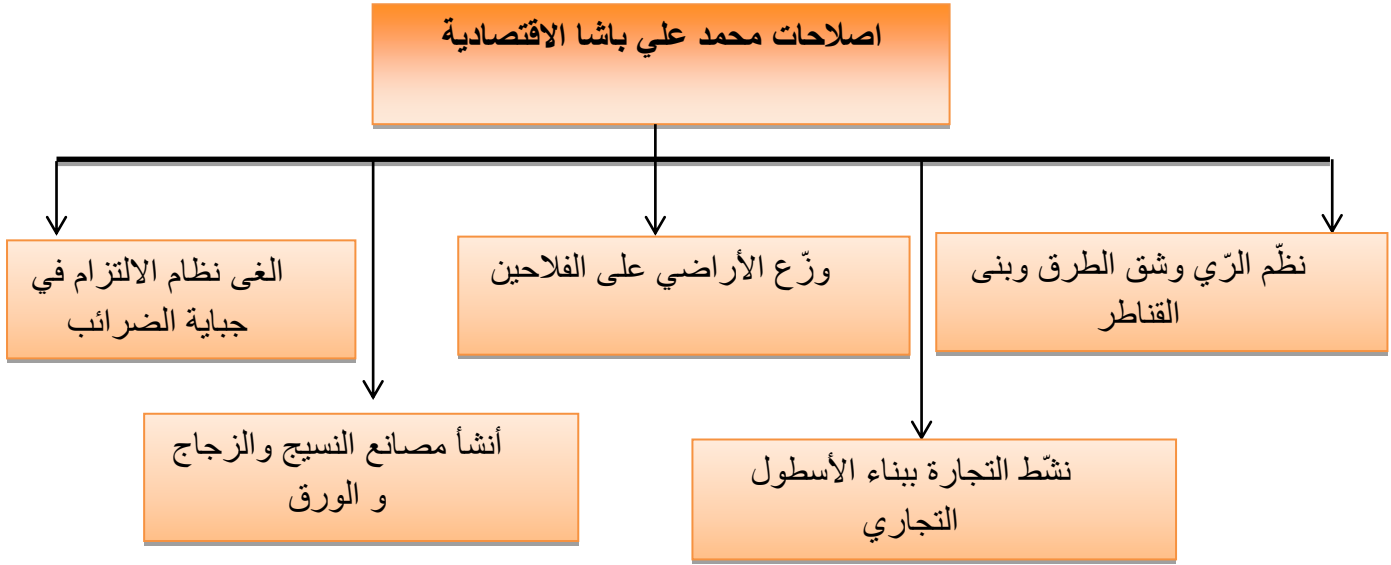 اصلاحات محمد علي باشا الاقتصادية
نظّم الرّي وشق الطرق وبنى
القناطر
وزّع الأراضي على الفلاحين
الغى نظام الالتزام في
جباية الضرائب
نشّط التجارة ببناء الأسطول
التجاري
أنشأ مصانع النسيج والزجاج
و الورق